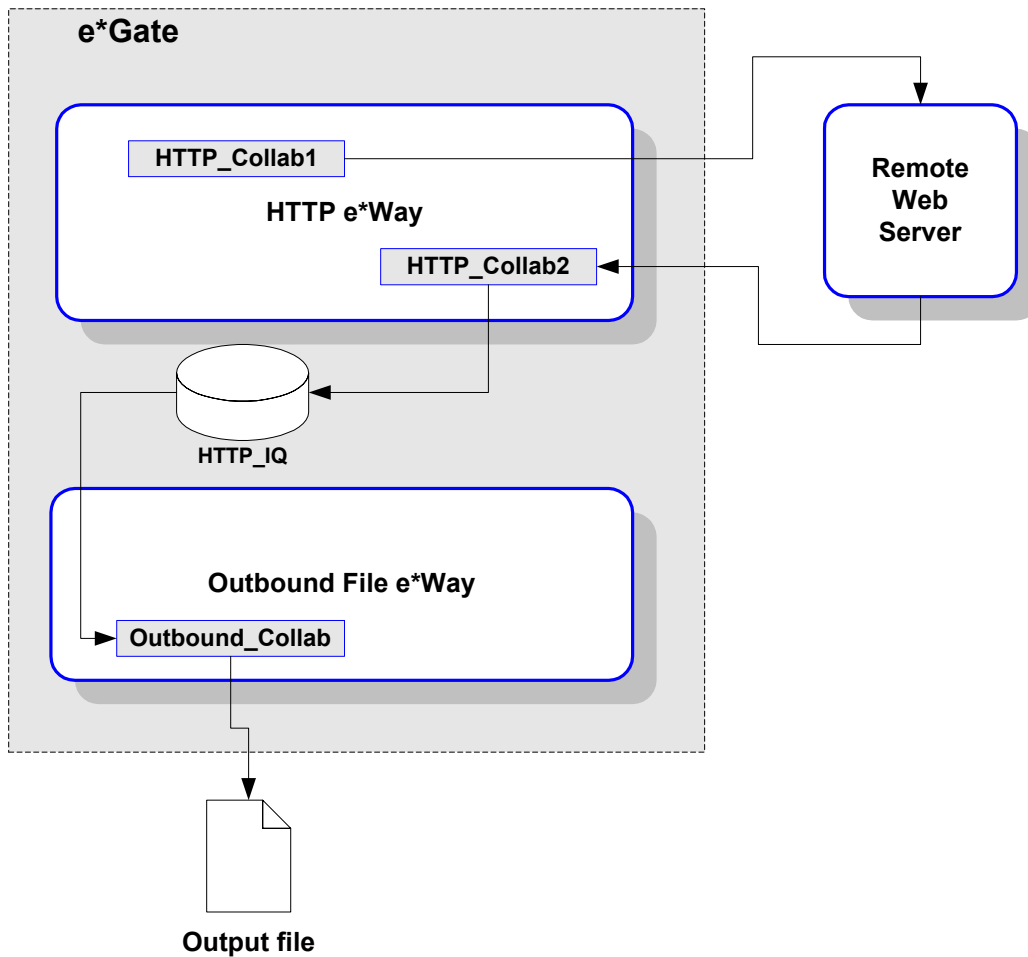 e*Gate
HTTP_Collab1
HTTP e*Way
HTTP_Collab2
Remote
Web
Server
HTTP_IQ
Outbound File e*Way
Outbound_Collab
Output file